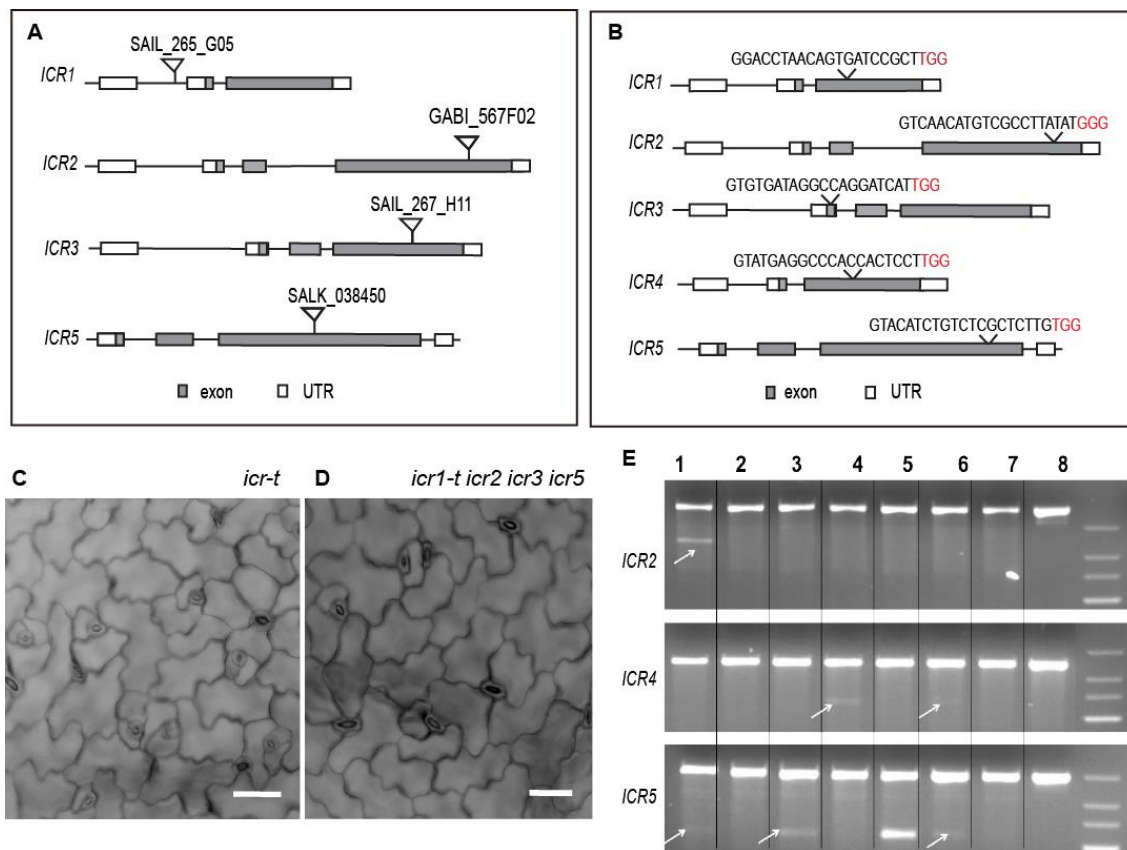 A
SAIL_265_G05
ICR1
GABI_567F02
ICR2
SAIL_267_H11
ICR3
SALK_038450
ICR5
exon UTR
B
GGACCTAACAGTGATCCGCTTGG
ICR1
GTCAACATGTCGCCTTATATGGG
ICR2
GTGTGATAGGCCAGGATCATTGG
ICR3
GTATGAGGCCCACCACTCCTTGG
ICR4
GTACATCTGTCTCGCTCTTGTGG
ICR5
exon UTR
C icr-t
D icr1-t icr2 icr3 icr5
E
1 2 3 4 5 6 7 8
ICR2
ICR4
ICR5